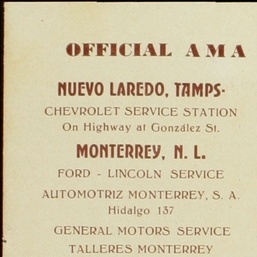 OFFICIAL AMA
NUEVO LAREDO, TAMPS.
CHEVROLET SERVICE STATION
On Highway at González St.
MONTERREY, N. L.
FORD - LINCOLN SERVICE
AUTOMOTRIZ MONTERREY, S. A.
Hidalgo 137
GENERAL MOTORS SERVICE
TALLERES MONTERREY